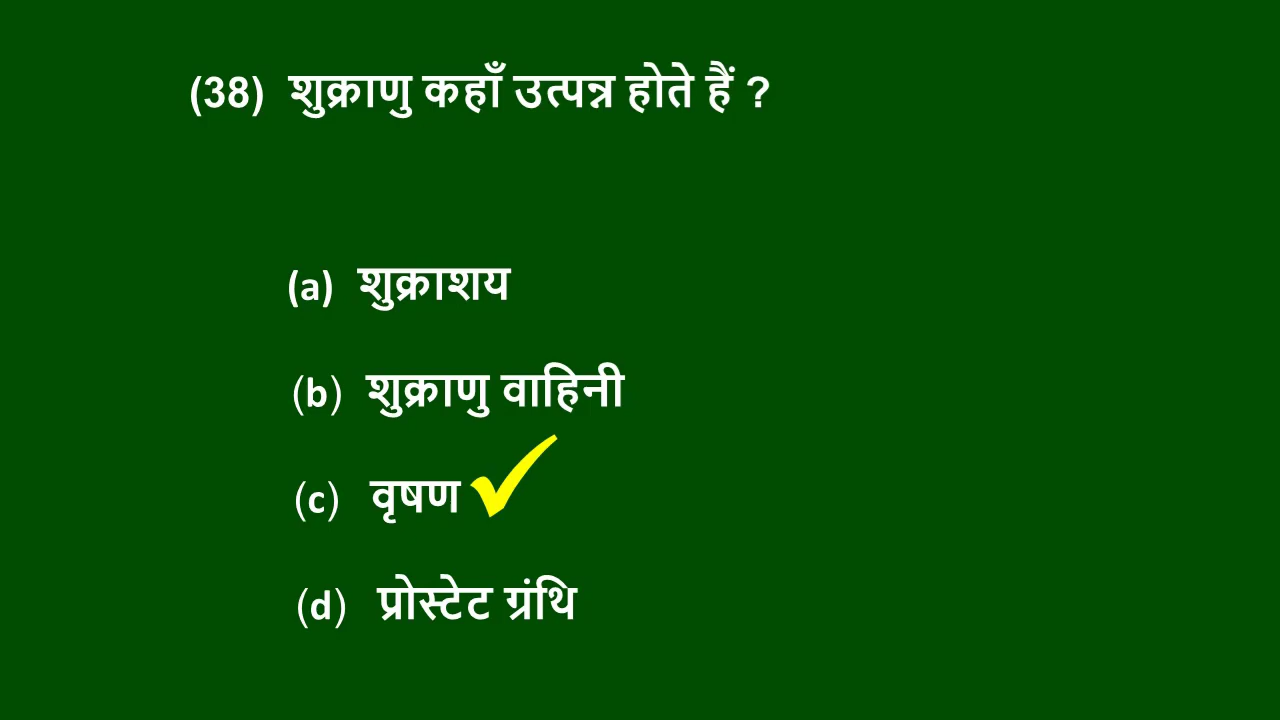 (38) शुक्राणु कहाँ उत्पन्न होते हैं ?
(a) शुक्राशय
(b) शुक्राणु वाहिनी
(c) वृषण
(d) प्रोस्टेट ग्रंथि